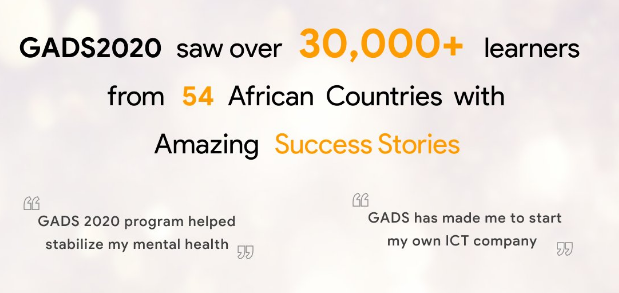 GADS2020 saw over 30,000+ learners
from 54 African Countries with
Amazing Success Stories
“GADS 2020 program helped
stabilize my mental health”
“GADS has made me to start
my own ICT company”